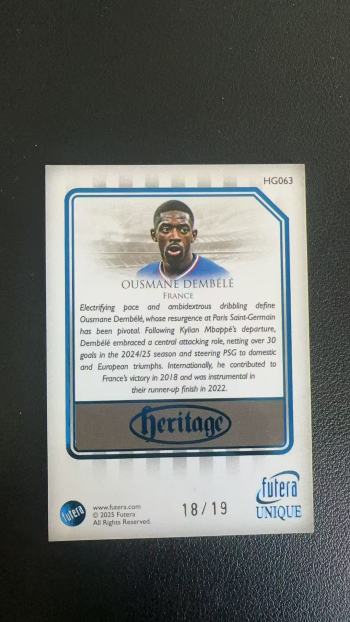 HG063
OUSMANE DEMBÉLÉ
FRANCE
Electrifying pace and ambidextrous dribbling define
Ousmane Dembélé, whose resurgence at Paris Saint-Germain
has been pivotal. Following Kylian Mbappé's departure,
Dembélé embraced a central attacking role, netting over 30
goals in the 2024/25 season and steering PSG to domestic
and European triumphs. Internationally, he contributed to
France's victory in 2018 and was instrumental in
their runner-up finish in 2022.
heritage
futera
www.futera.com
© 2025 Futera
All Rights Reserved.
18/19
futera
UNIQUE